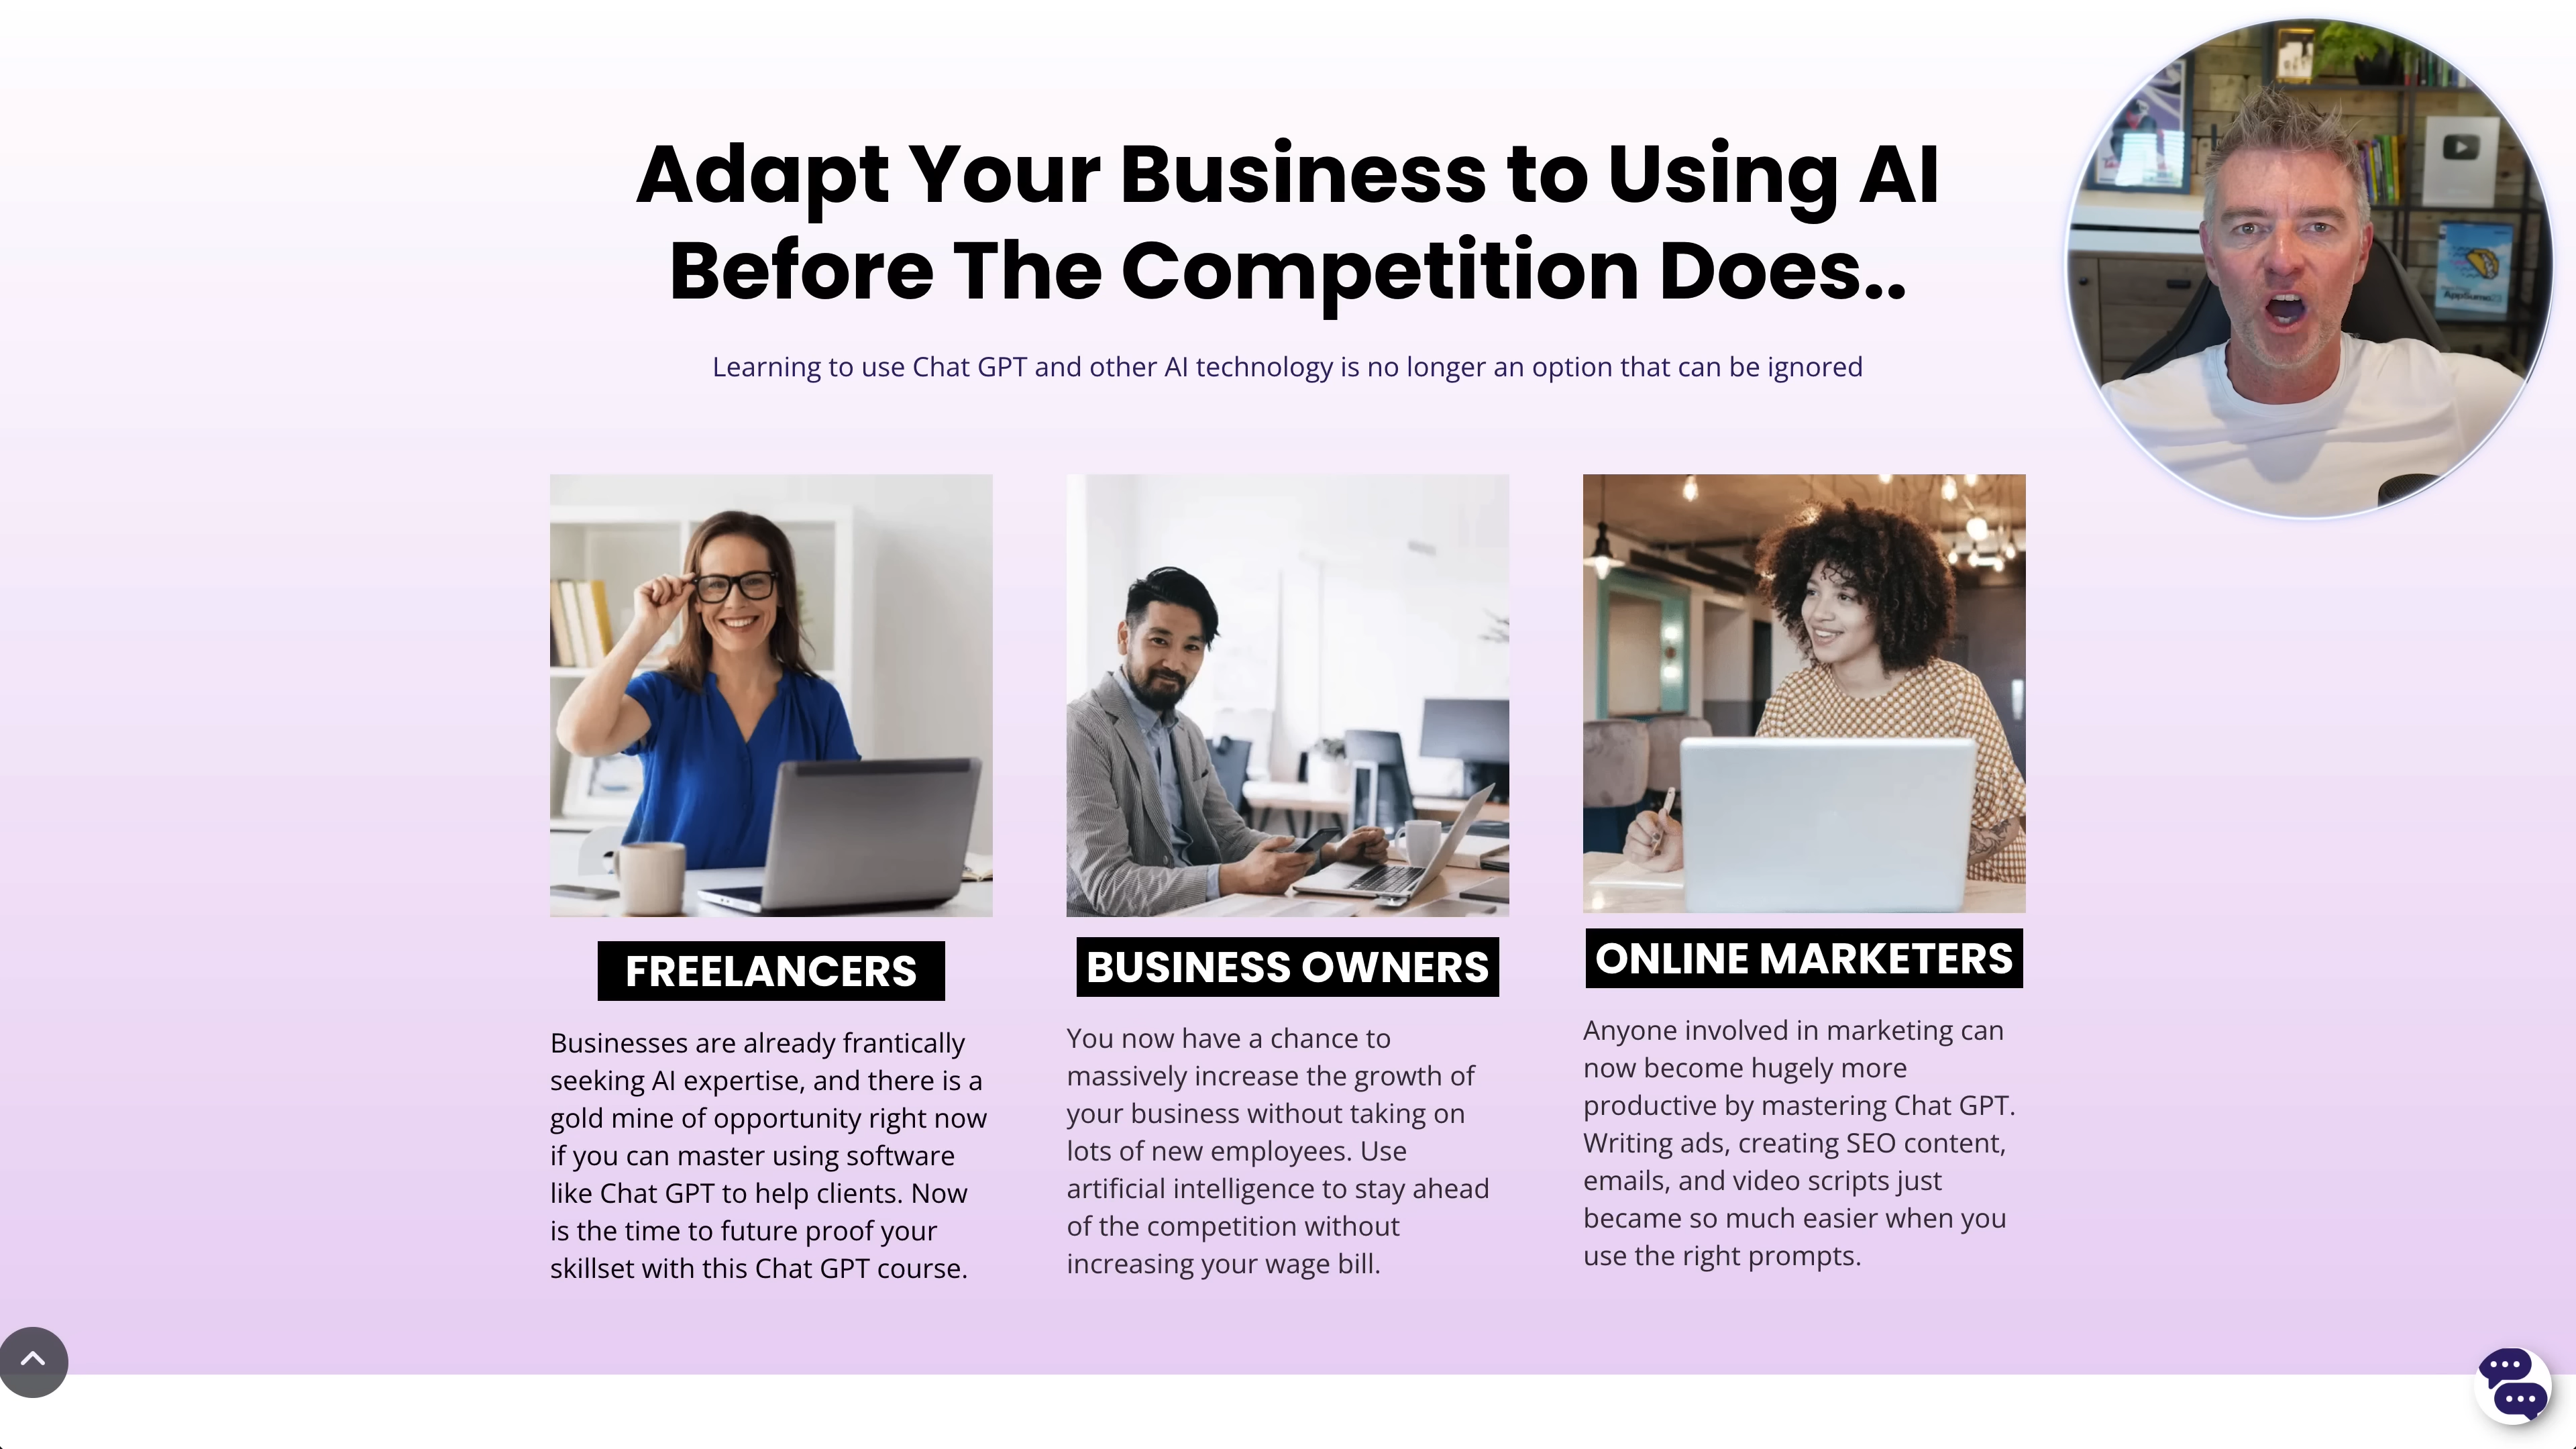 Adapt Your Business to Using AI
Before The Competition Does..
Learning to use Chat GPT and other AI technology is no longer an option that can be ignored
AppSumo
FREELANCERS
Businesses are already frantically
seeking AI expertise, and there is a
gold mine of opportunity right now
if you can master using software
like Chat GPT to help clients. Now
is the time to future proof your
skillset with this Chat GPT course.
BUSINESS OWNERS
You now have a chance to
massively increase the growth of
your business without taking on
lots of new employees. Use
artificial intelligence to stay ahead
of the competition without
increasing your wage bill.
ONLINE MARKETERS
Anyone involved in marketing can
now become hugely more
productive by mastering Chat GPT.
Writing ads, creating SEO content,
emails, and video scripts just
became so much easier when you
use the right prompts.